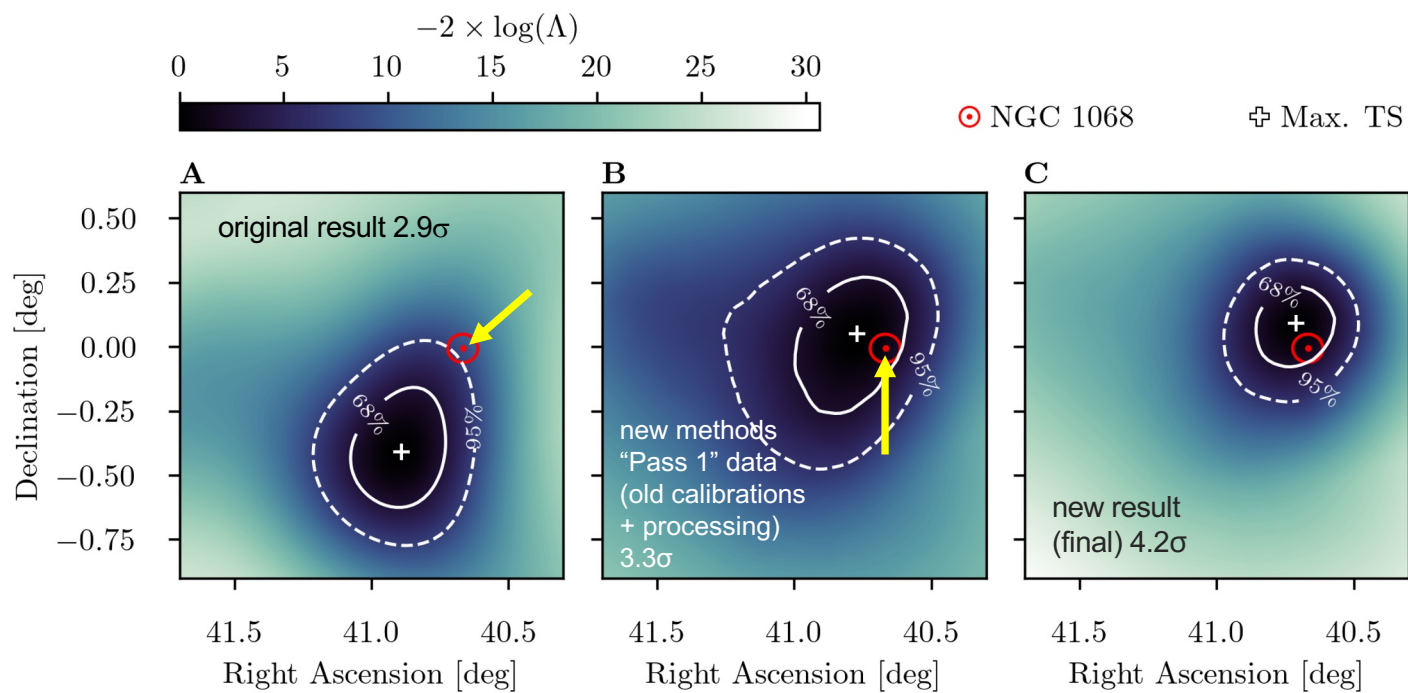 −2 × log(Λ)
0 5 10 15 20 25 30
NGC 1068
Max. TS
A
B
C
original result 2.9σ
68%
95%
new methods
“Pass 1” data
(old calibrations
+ processing)
3.3σ
68%
95%
new result
(final) 4.2σ
68%
95%
Declination [deg]
0.50
0.25
0.00
−0.25
−0.50
−0.75
41.5 41.0 40.5
41.5 41.0 40.5
41.5 41.0 40.5
Right Ascension [deg]
Right Ascension [deg]
Right Ascension [deg]